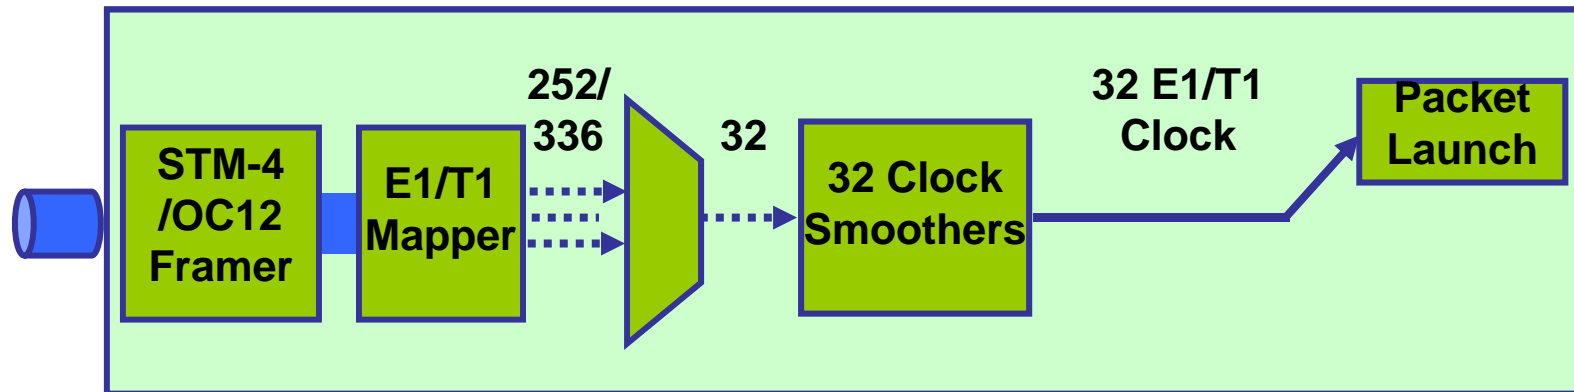 STM-4
/OC12
Framer
E1/T1
Mapper
252/
336
32
32 Clock
Smoothers
32 E1/T1
Clock
Packet
Launch